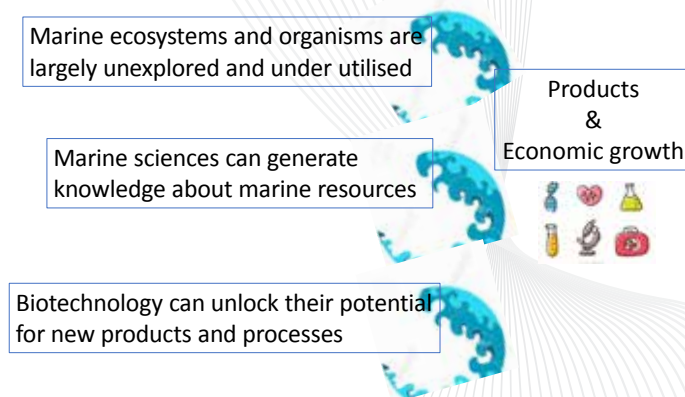 Marine ecosystems and organisms are
largely unexplored and under utilised
Products
&
Economic growth
Marine sciences can generate
knowledge about marine resources
Biotechnology can unlock their potential
for new products and processes